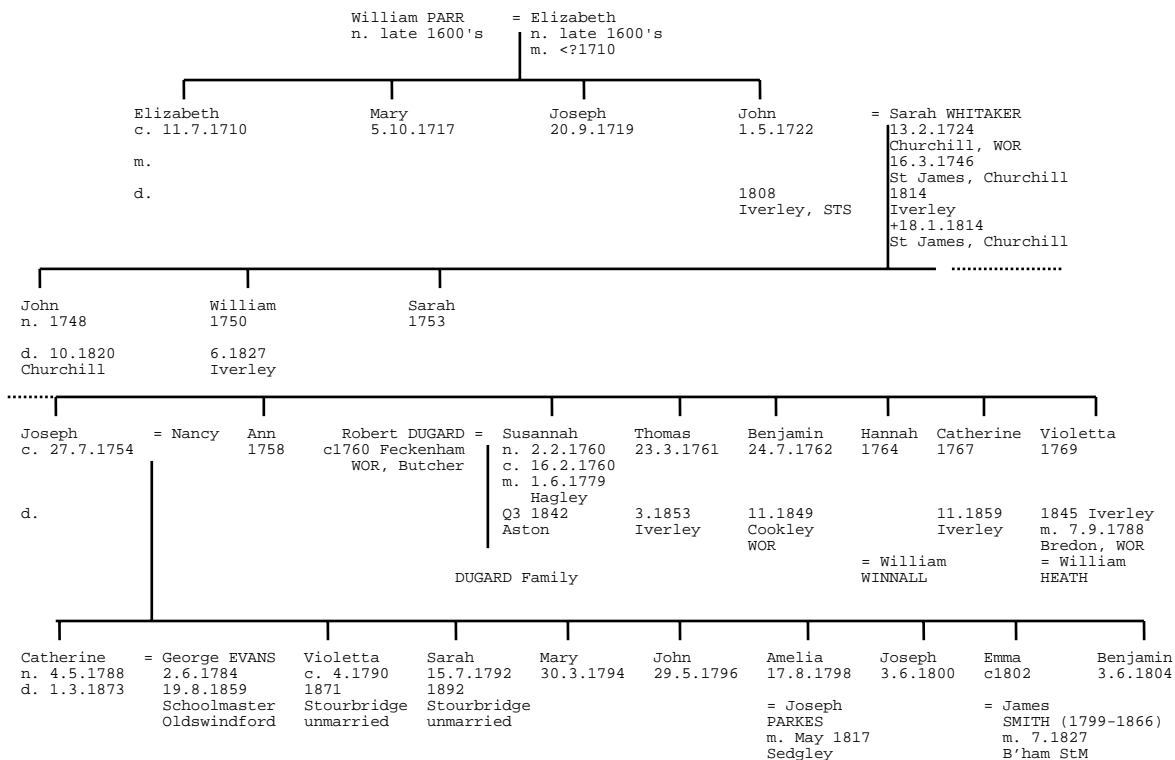 William PARR = Elizabeth
n. late 1600's n. late 1600's
m. <?1710
Elizabeth Mary Joseph John = Sarah WHITAKER
c. 11.7.1710 5.10.1717 20.9.1719 1.5.1722 13.2.1724
Churchill, WOR
m. 16.3.1746
St James, Churchill
d. 1808 1814
Iverley, STS Iverley
+18.1.1814
St James, Churchill
John William Sarah
n. 1748 1750 1753
d. 10.1820 6.1827
Churchill Iverley
Joseph = Nancy Ann Robert DUGARD = Susannah Thomas Benjamin Hannah Catherine Violetta
c. 27.7.1754 1758 c1760 Feckenham n. 2.2.1760 23.3.1761 24.7.1762 1764 1767 1769
WOR, Butcher c. 16.2.1760
m. 1.6.1779
Hagley
d. Q3 1842 3.1853 11.1849 11.1859 1845 Iverley
Aston Iverley Cookley Iverley m. 7.9.1788
WOR Bredon, WOR
= William = William
DUGARD Family WINNALL HEATH
Catherine = George EVANS Violetta Sarah Mary John Amelia Joseph Emma Benjamin
n. 4.5.1788 2.6.1784 c. 4.1790 15.7.1792 30.3.1794 29.5.1796 17.8.1798 3.6.1800 c1802 3.6.1804
d. 1.3.1873 19.8.1859 1871 1892
Schoolmaster Stourbridge Stourbridge = Joseph = James
Oldswindford unmarried unmarried PARKES SMITH (1799-1866)
m. May 1817 m. 7.1827
Sedgley B'ham StM